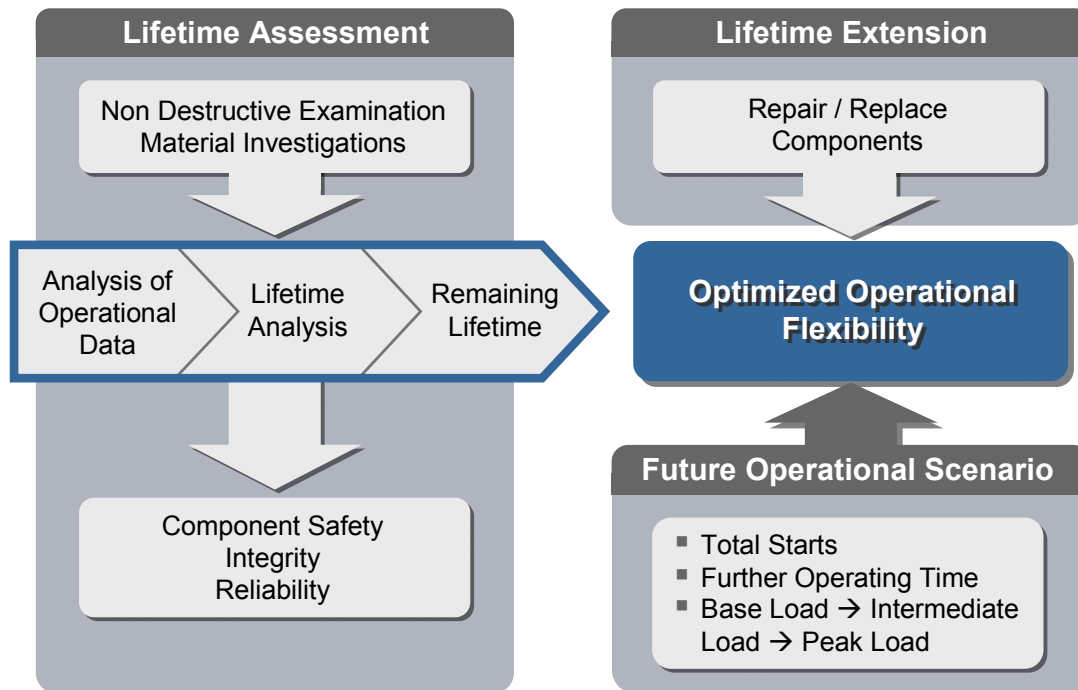 Lifetime Assessment
Non Destructive Examination
Material Investigations
Analysis of
Operational
Data
Lifetime
Analysis
Remaining
Lifetime
Component Safety
Integrity
Reliability
Lifetime Extension
Repair / Replace
Components
Optimized Operational
Flexibility
Future Operational Scenario
▪ Total Starts
▪ Further Operating Time
▪ Base Load → Intermediate
Load → Peak Load